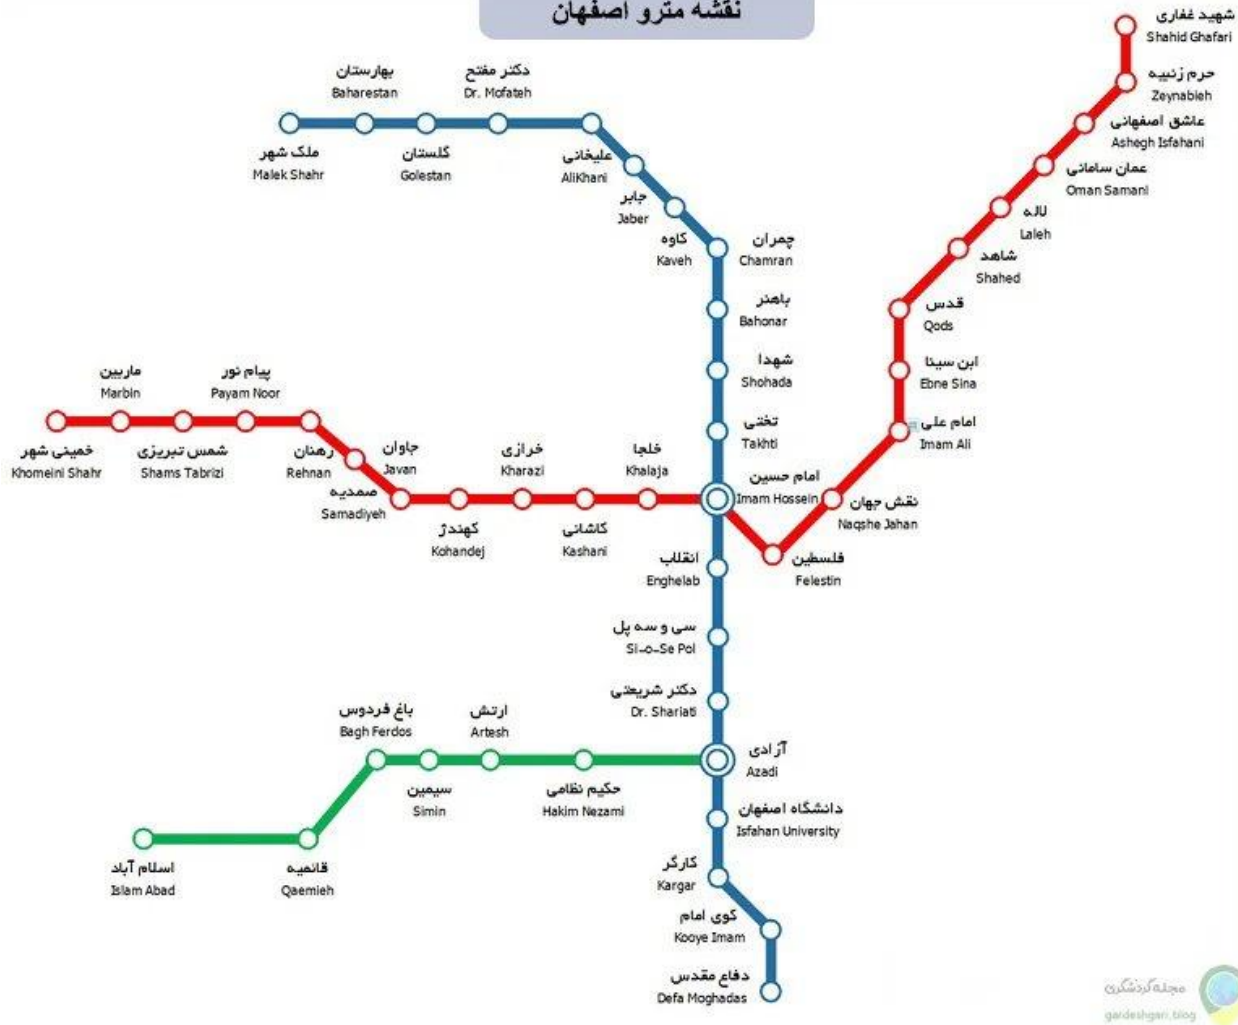 نقشه مترو اصفهان
شهید غفاری
Shahid Ghafari
حرم زنبیه
Zeynabieh
عاشق اصفهانی
Ashegh Isfahani
عمان سامانی
Oman Samani
لاله
Laleh
شاهد
Shahed
قدس
Qods
ابن سینا
Ebne Sina
امام علی
Imam Ali
نقش جهان
Naqshe Jahan
فلسطین
Felestin
بهارستان
Baharestan
دکتر مفتح
Dr. Mofateh
ملک شهر
Malek Shahr
گلستان
Golestan
علیخانی
AliKhani
جابر
Jaber
کاوه
Kaveh
چمران
Chamran
باهنر
Bahonar
شهدا
Shohada
تختی
Takhti
امام حسین
Imam Hossein
ماربین
Marbin
پیام نور
Payam Noor
خمینی شهر
Khomeini Shahr
شمس تبریزی
Shams Tabrizi
رهنان
Rehnan
جاوان
Javan
صمدیه
Samadiyeh
خرازی
Kharazi
خلجا
Khalaja
کهندژ
Kohandej
کاشانی
Kashani
انقلاب
Enghelab
سی و سه پل
Si-o-Se Pol
دکتر شریعتی
Dr. Shariati
آزادی
Azadi
باغ فردوس
Bagh Ferdos
ارتش
Artesh
سیمین
Simin
حکیم نظامی
Hakim Nezami
اسلام آباد
Islam Abad
قائمیه
Qaemieh
دانشگاه اصفهان
Isfahan University
کارگر
Kargar
کوی امام
Kooye Imam
دفاع مقدس
Defa Moghadas
مجله گردشگری
gardeshgari.blog